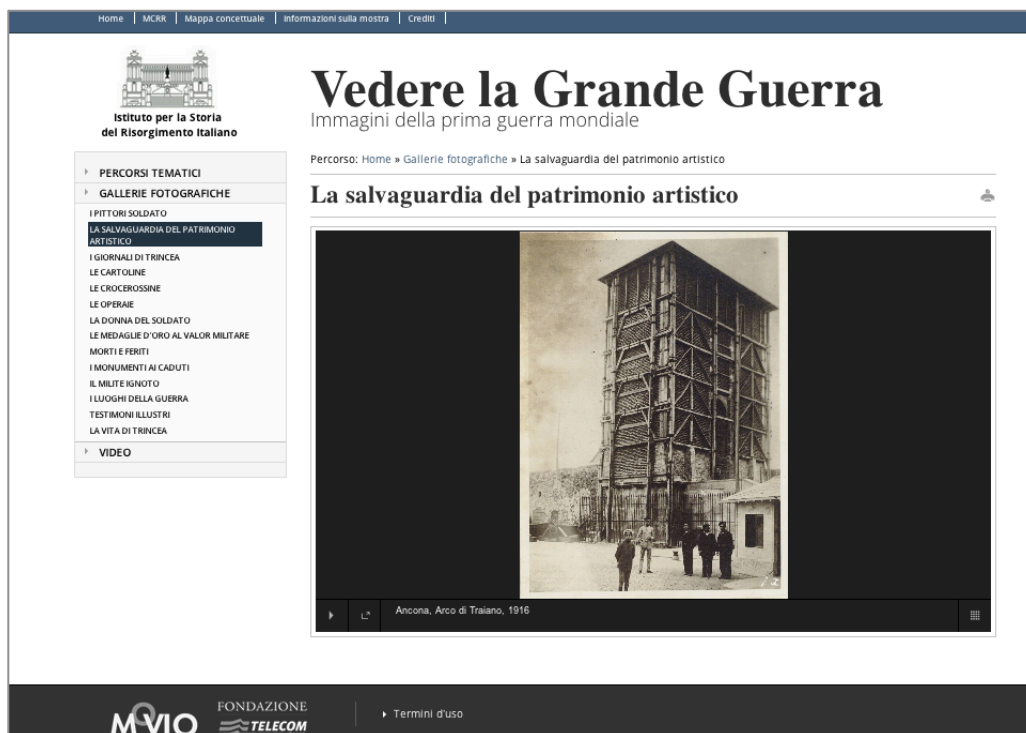 Home MCRR Mappa concettuale Informazioni sulla mostra Crediti
Istituto per la Storia
del Risorgimento Italiano
Vedere la Grande Guerra
Immagini della prima guerra mondiale
Percorso: Home » Gallerie fotografiche » La salvaguardia del patrimonio artistico
PERCORSI TEMATICI
GALLERIE FOTOGRAFICHE
I PITTORI SOLDATO
LA SALVAGUARDIA DEL PATRIMONIO
ARTISTICO
I GIORNALI DI TRINCEA
LE CARTOLINE
LE CROCEROSSINE
LE OPERAIE
LA DONNA DEL SOLDATO
LE MEDAGLIE D'ORO AL VALOR MILITARE
MORTI E FERITI
I MONUMENTI AI CADUTI
IL MILITE IGNOTO
I LUOGHI DELLA GUERRA
TESTIMONI ILLUSTRI
LA VITA DI TRINCEA
VIDEO
La salvaguardia del patrimonio artistico
Ancona, Arco di Traiano, 1916
MOVIO
FONDAZIONE
TELECOM
Termini d'uso